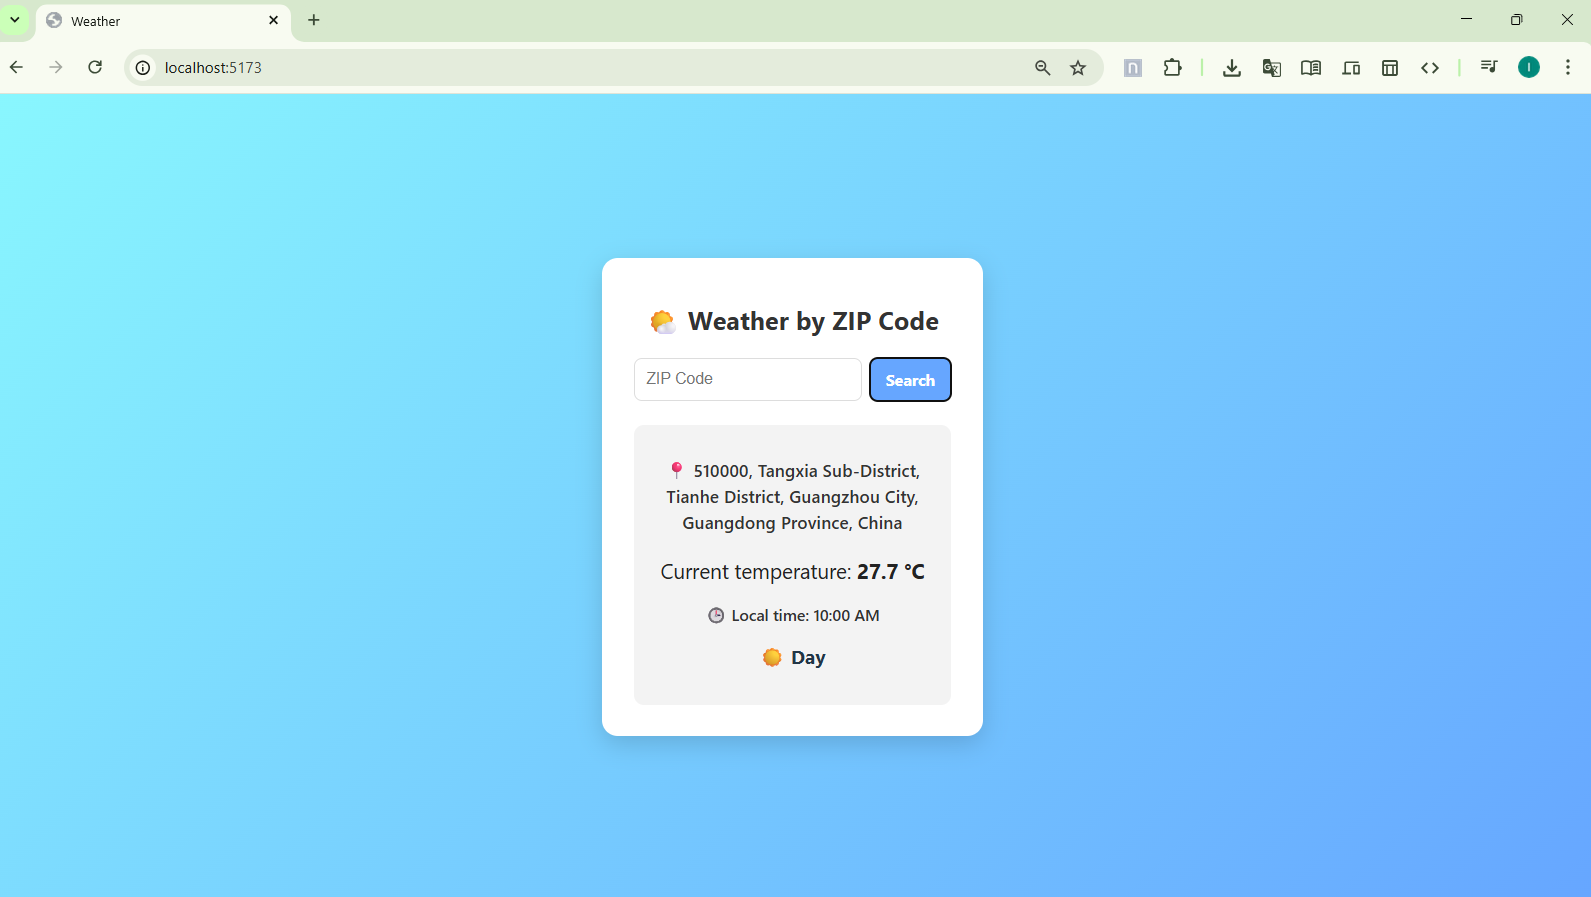 Weather
localhost:5173
Weather by ZIP Code
ZIP Code
Search
510000, Tangxia Sub-District,
Tianhe District, Guangzhou City,
Guangdong Province, China
Current temperature: 27.7 °C
Local time: 10:00 AM
Day